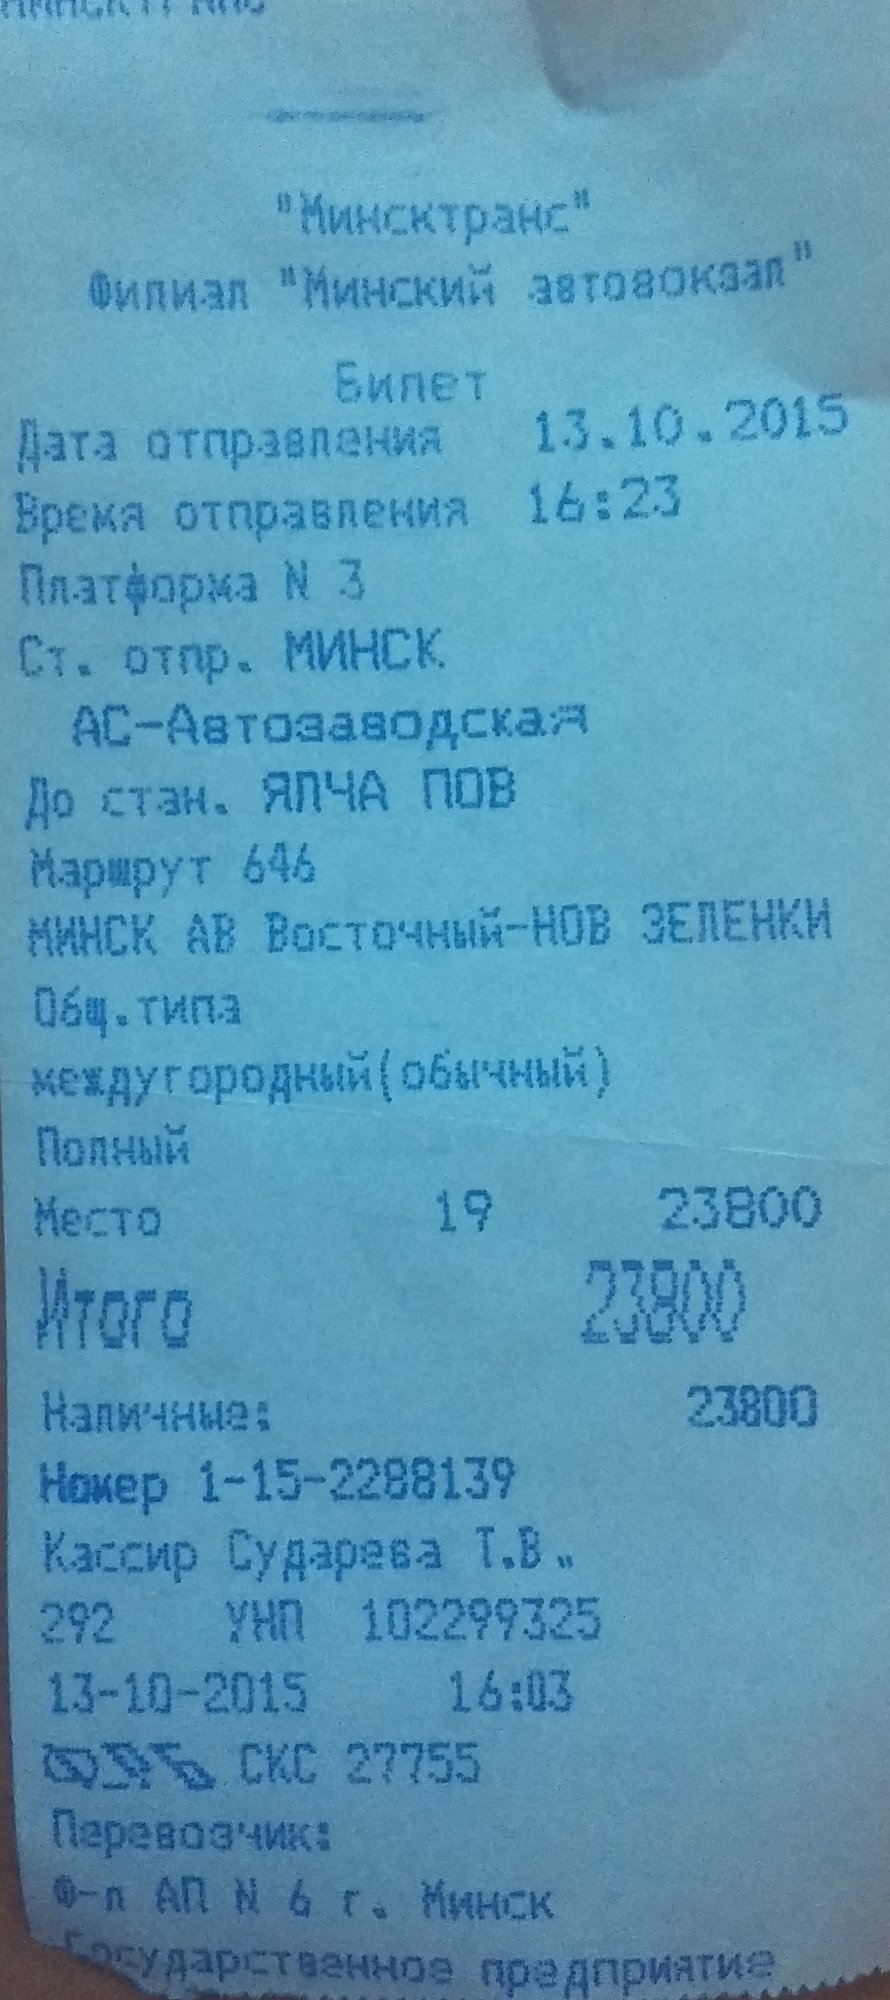 МИНСКТРАНС
"Минсктранс"
Филиал "Минский автовокзал"
Билет
Дата отправления 13.10.2015
Время отправления 16:23
Платформа N 3
Ст. отпр. МИНСК
АС-Автозаводская
До стан. ЯЛЧА ПОВ
Маршрут 646
МИНСК АВ Восточный-НОВ ЗЕЛЕНКИ
Общ.типа
междугородный(обычный)
Полный
Место 19 23800
Итого 23800
Наличные: 23800
Номер 1-15-2288139
Кассир Сударева Т.В..
292 УНП 102299325
13-10-2015 16:03
СКС 27755
Перевозчик:
Ф-л АП N 6 г. Минск
Государственное предприятие